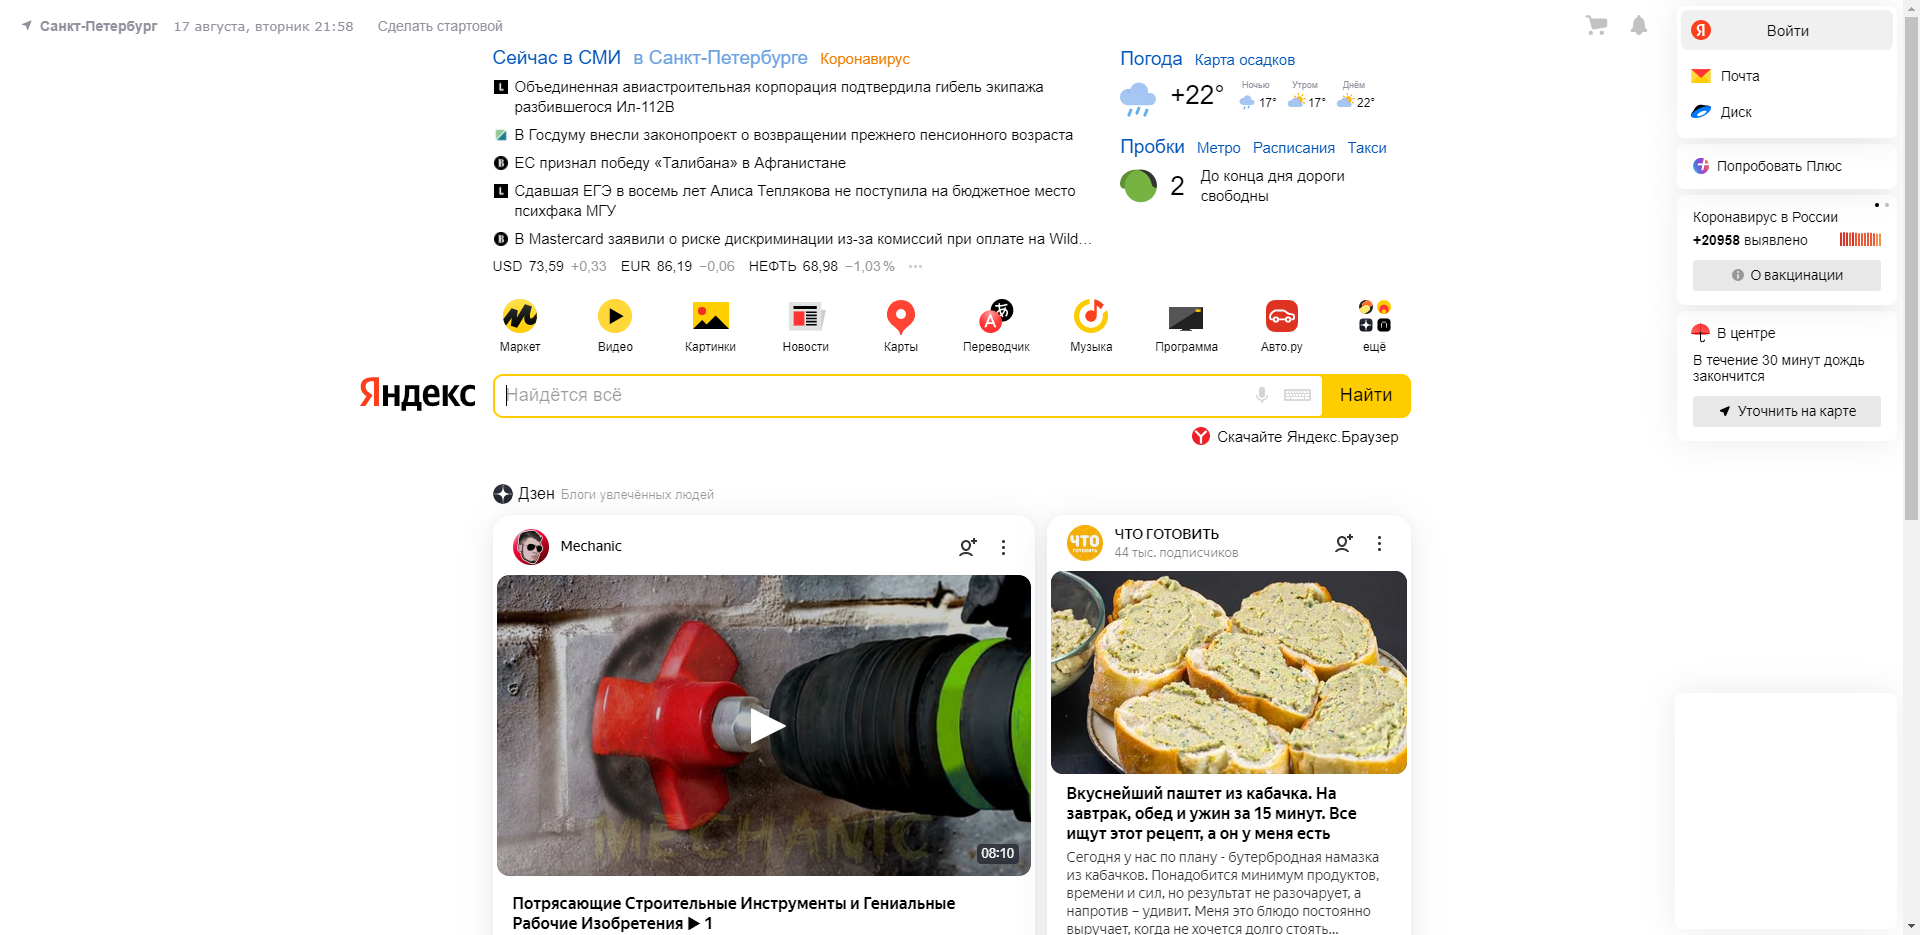 Санкт-Петербург 17 августа, вторник 21:58 Сделать стартовой
Сейчас в СМИ в Санкт-Петербурге Коронавирус
Объединенная авиастроительная корпорация подтвердила гибель экипажа
разбившегося Ил-112В
В Госдуму внесли законопроект о возвращении прежнего пенсионного возраста
ЕС признал победу «Талибана» в Афганистане
Сдавшая ЕГЭ в восемь лет Алиса Теплякова не поступила на бюджетное место
психфака МГУ
В Mastercard заявили о риске дискриминации из-за комиссий при оплате на Wild...
USD 73,59 +0,33 EUR 86,19 −0,06 НЕФТЬ 68,98 −1,03% ···
Погода Карта осадков
+22° Ночью 17° Утром 17° Днём 22°
Пробки Метро Расписания Такси
2 До конца дня дороги
свободны
Маркет Видео Картинки Новости Карты Переводчик Музыка Программа Авто.ру ещё
Яндекс Найдётся всё Найти
Скачайте Яндекс.Браузер
Войти
Почта
Диск
Попробовать Плюс
Коронавирус в России
+20958 выявлено
О вакцинации
В центре
В течение 30 минут дождь
закончится
Уточнить на карте
Дзен Блоги увлечённых людей
Mechanic
MECHANIC
08:10
Потрясающие Строительные Инструменты и Гениальные
Рабочие Изобретения ▶ 1
ЧТО ГОТОВИТЬ
44 тыс. подписчиков
ЧТО
ГОТОВИТЬ
Вкуснейший паштет из кабачка. На
завтрак, обед и ужин за 15 минут. Все
ищут этот рецепт, а он у меня есть
Сегодня у нас по плану - бутербродная намазка
из кабачков. Понадобится минимум продуктов,
времени и сил, но результат не разочарует, а
напротив – удивит. Меня это блюдо постоянно
выручает, когда не хочется долго стоять...